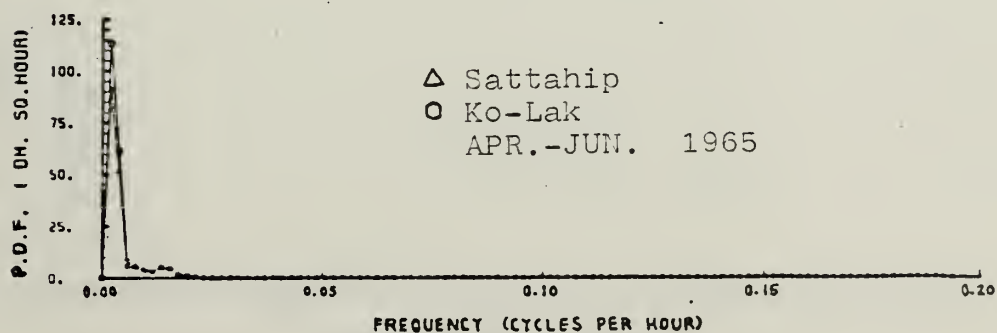 125.
100.
75.
50.
25.
0.
P.D.F. ( DM. SQ.HOUR)
△ Sattahip
O Ko-Lak
APR.-JUN. 1965
0.00 0.05 0.10 0.15 0.20
FREQUENCY (CYCLES PER HOUR)